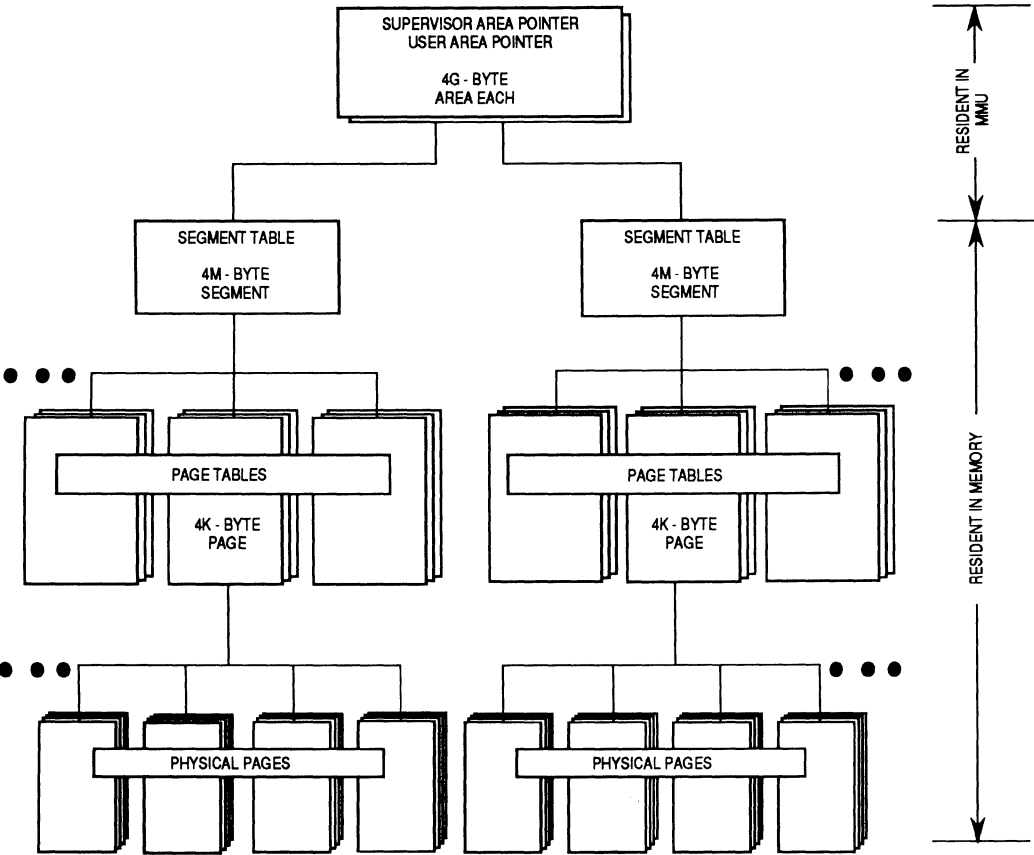 SUPERVISOR AREA POINTER
USER AREA POINTER
4G - BYTE
AREA EACH
RESIDENT IN
MMU
SEGMENT TABLE
4M - BYTE
SEGMENT
SEGMENT TABLE
4M - BYTE
SEGMENT
PAGE TABLES
4K - BYTE
PAGE
PAGE TABLES
4K - BYTE
PAGE
RESIDENT IN MEMORY
PHYSICAL PAGES
PHYSICAL PAGES